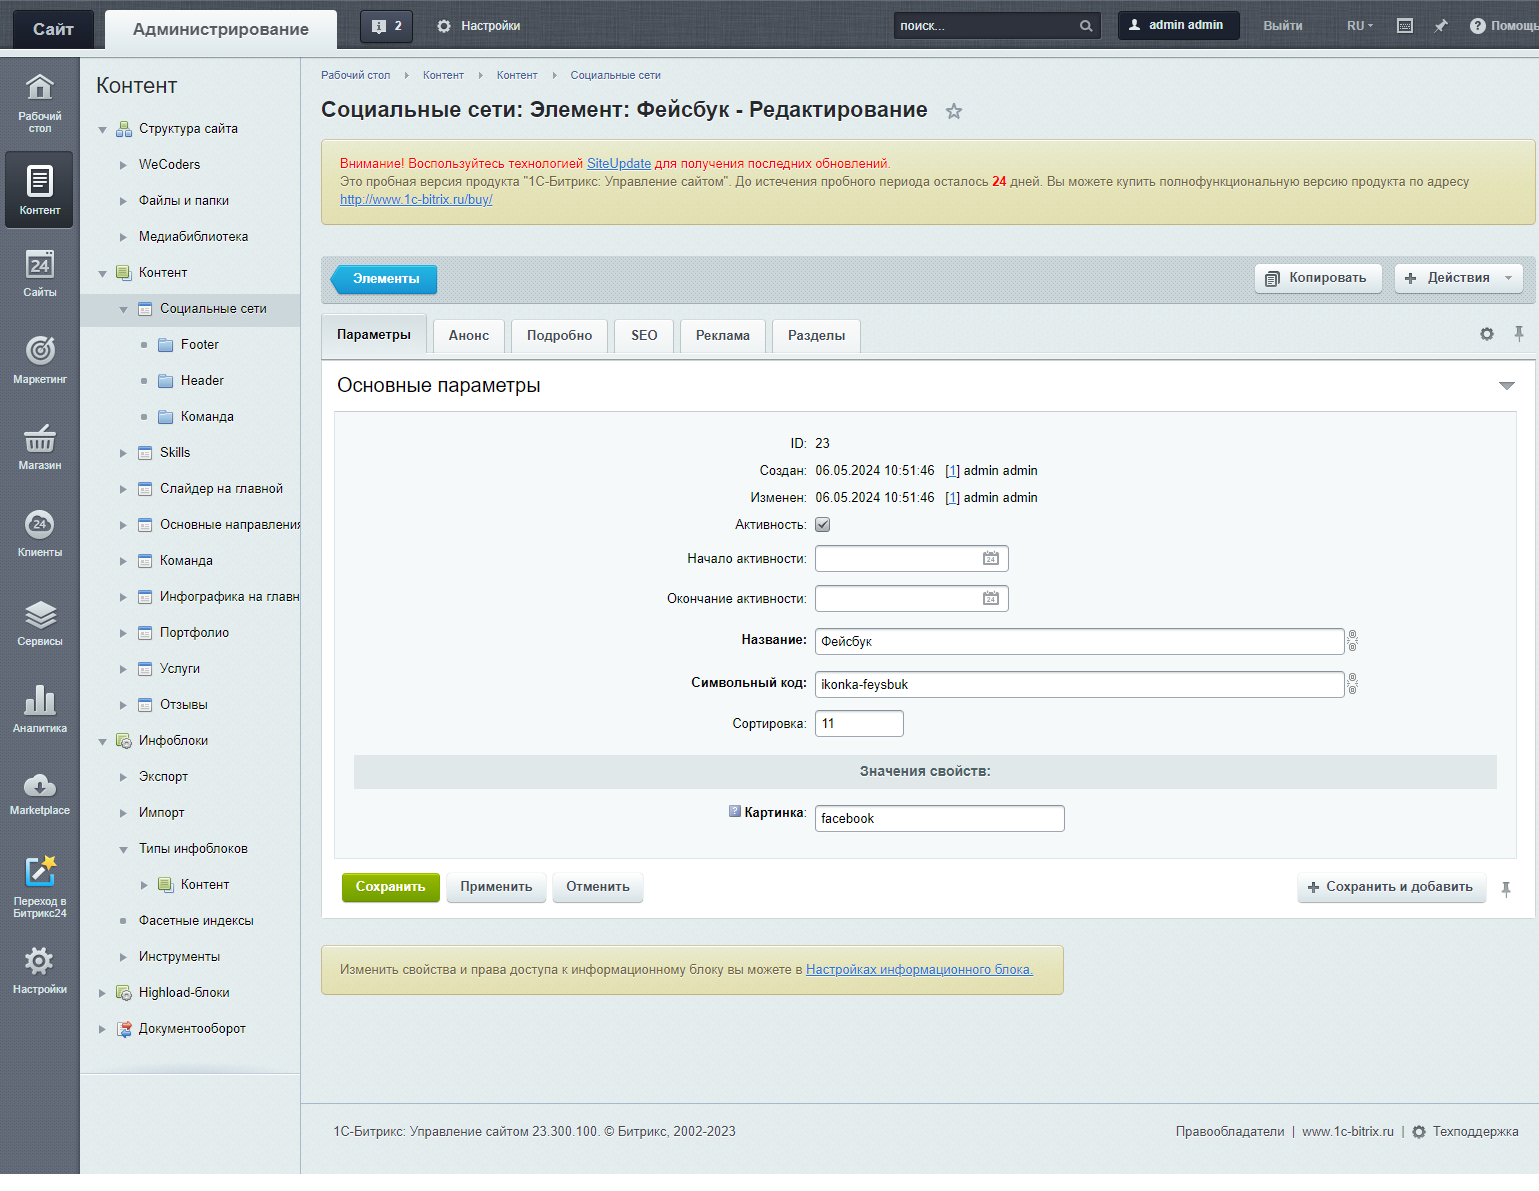 Сайт
Администрирование
2
Настройки
поиск...
admin admin
Выйти
RU
Помощь
Рабочий стол
Контент
24
Сайты
Маркетинг
Магазин
24
Клиенты
Сервисы
Аналитика
Marketplace
Переход в Битрикс24
Настройки
Контент
Структура сайта
WeCoders
Файлы и папки
Медиабиблиотека
Контент
Социальные сети
Footer
Header
Команда
Skills
Слайдер на главной
Основные направления
Команда
Инфографика на главн
Портфолио
Услуги
Отзывы
Инфоблоки
Экспорт
Импорт
Типы инфоблоков
Контент
Фасетные индексы
Инструменты
Highload-блоки
Документооборот
Рабочий стол Контент Контент Социальные сети
Социальные сети: Элемент: Фейсбук - Редактирование
Внимание! Воспользуйтесь технологией SiteUpdate для получения последних обновлений.
Это пробная версия продукта "1С-Битрикс: Управление сайтом". До истечения пробного периода осталось 24 дней. Вы можете купить полнофункциональную версию продукта по адресу
http://www.1c-bitrix.ru/buy/
Элементы
Копировать
Действия
Параметры Анонс Подробно SEO Реклама Разделы
Основные параметры
ID: 23
Создан: 06.05.2024 10:51:46 [1] admin admin
Изменен: 06.05.2024 10:51:46 [1] admin admin
Активность:
Начало активности:
24
Окончание активности:
24
Название: Фейсбук
Символьный код: ikonka-feysbuk
Сортировка: 11
Значения свойств:
? Картинка: facebook
Сохранить Применить Отменить
Сохранить и добавить
Изменить свойства и права доступа к информационному блоку вы можете в Настройках информационного блока.
1С-Битрикс: Управление сайтом 23.300.100. © Битрикс, 2002-2023
Правообладатели | www.1c-bitrix.ru | Техподдержка